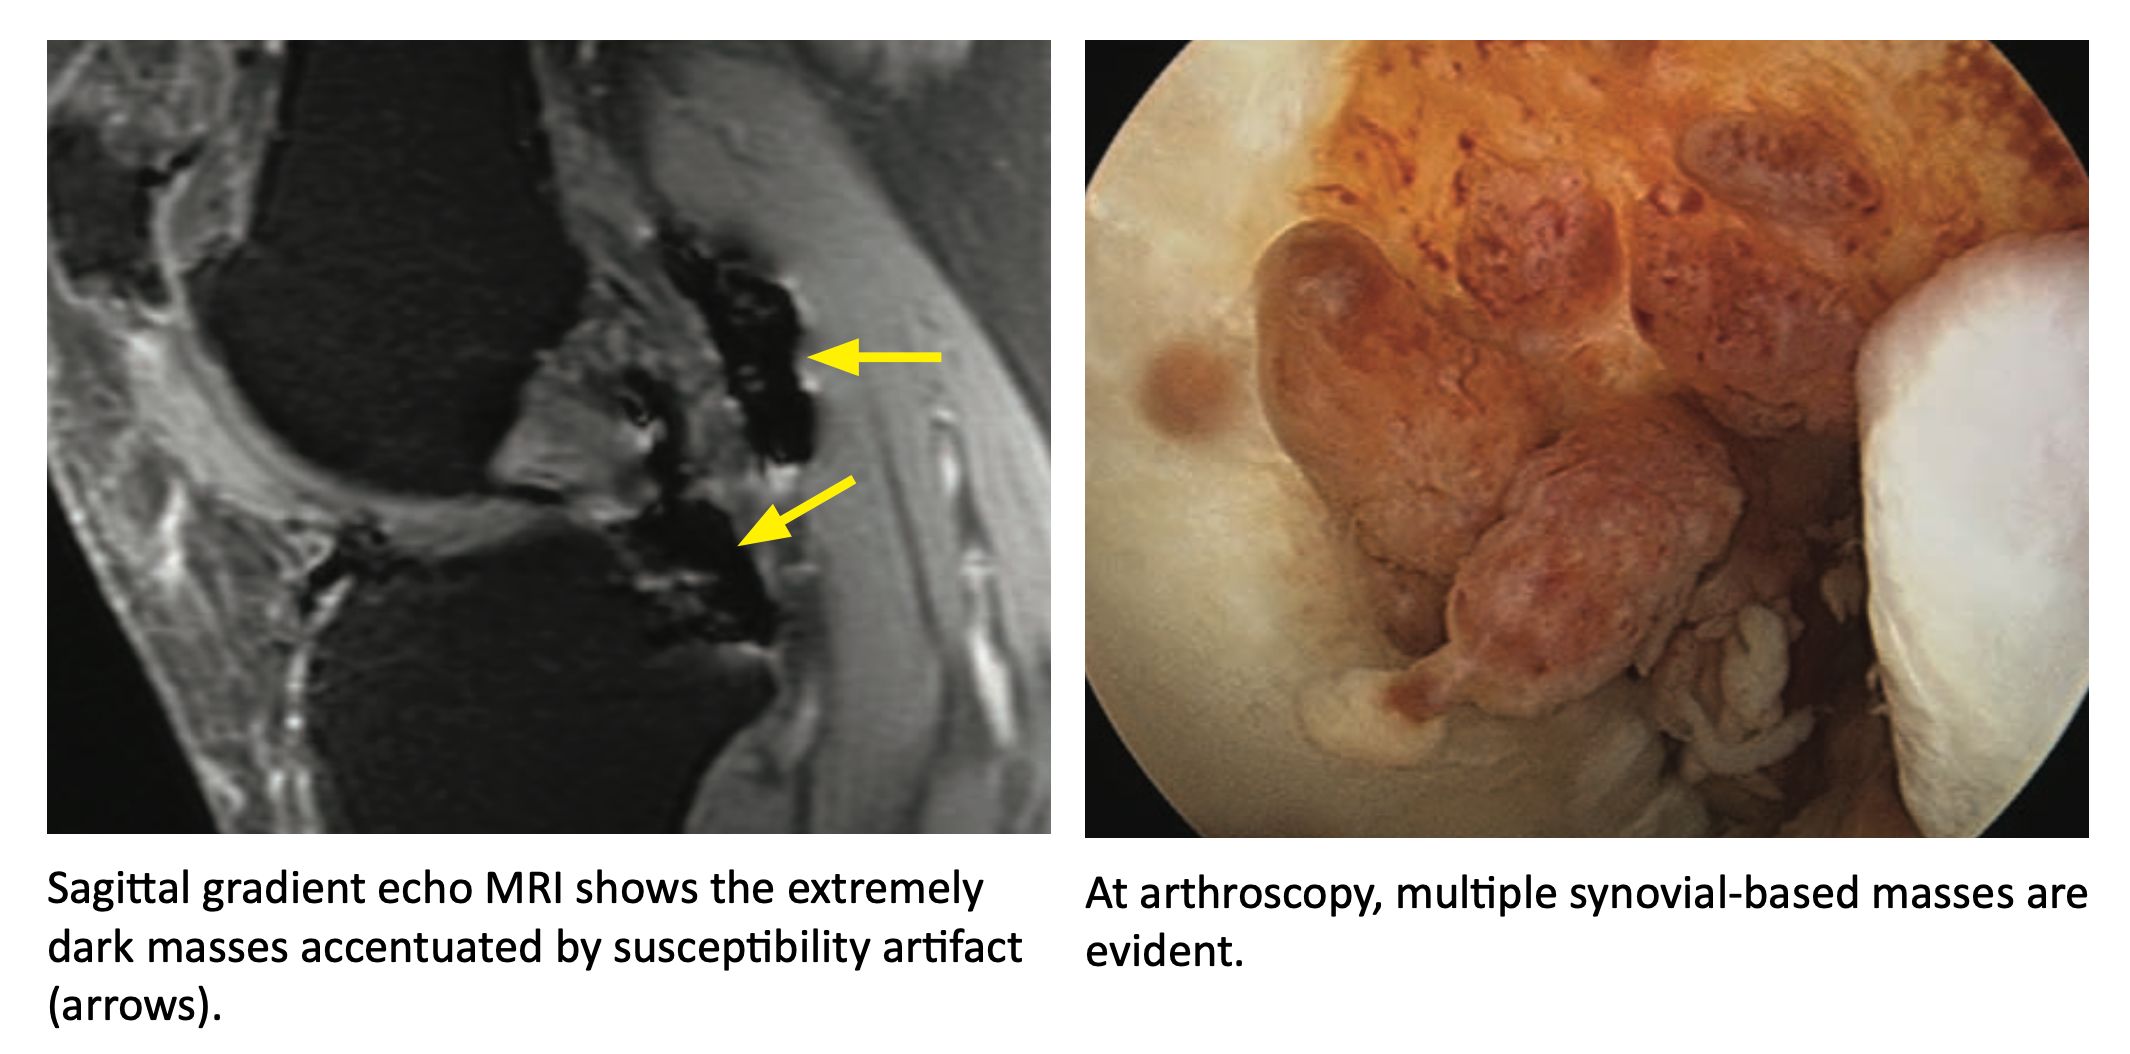 Sagittal gradient echo MRI shows the extremely
dark masses accentuated by susceptibility artifact
(arrows).
At arthroscopy, multiple synovial-based masses are
evident.